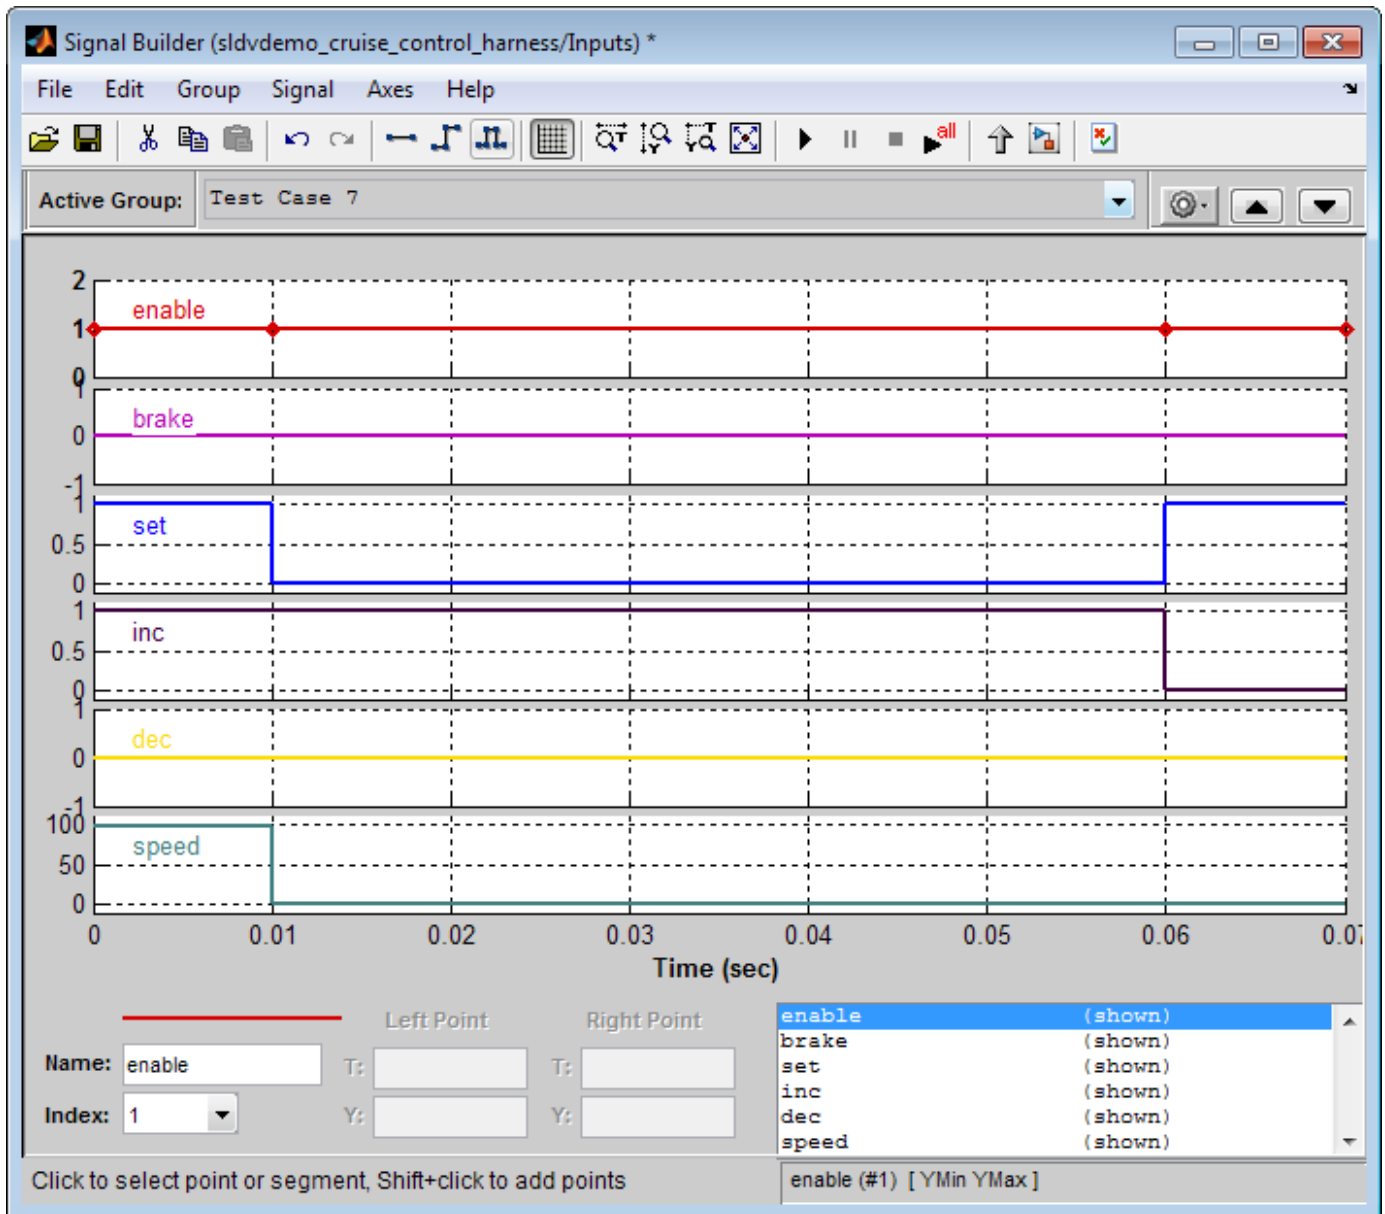 Signal Builder (sldvdemo_cruise_control_harness/Inputs) *
File Edit Group Signal Axes Help
all
Active Group: Test Case 7
2
enable
1
0
1
brake
0
-1
1
set
0.5
0
1
inc
0.5
0
1
dec
0
-1
100
speed
50
0
0 0.01 0.02 0.03 0.04 0.05 0.06 0.07
Time (sec)
Left Point Right Point
Name: enable T: T:
Index: 1 Y: Y:
enable (shown)
brake (shown)
set (shown)
inc (shown)
dec (shown)
speed (shown)
Click to select point or segment, Shift+click to add points
enable (#1) [ YMin YMax ]